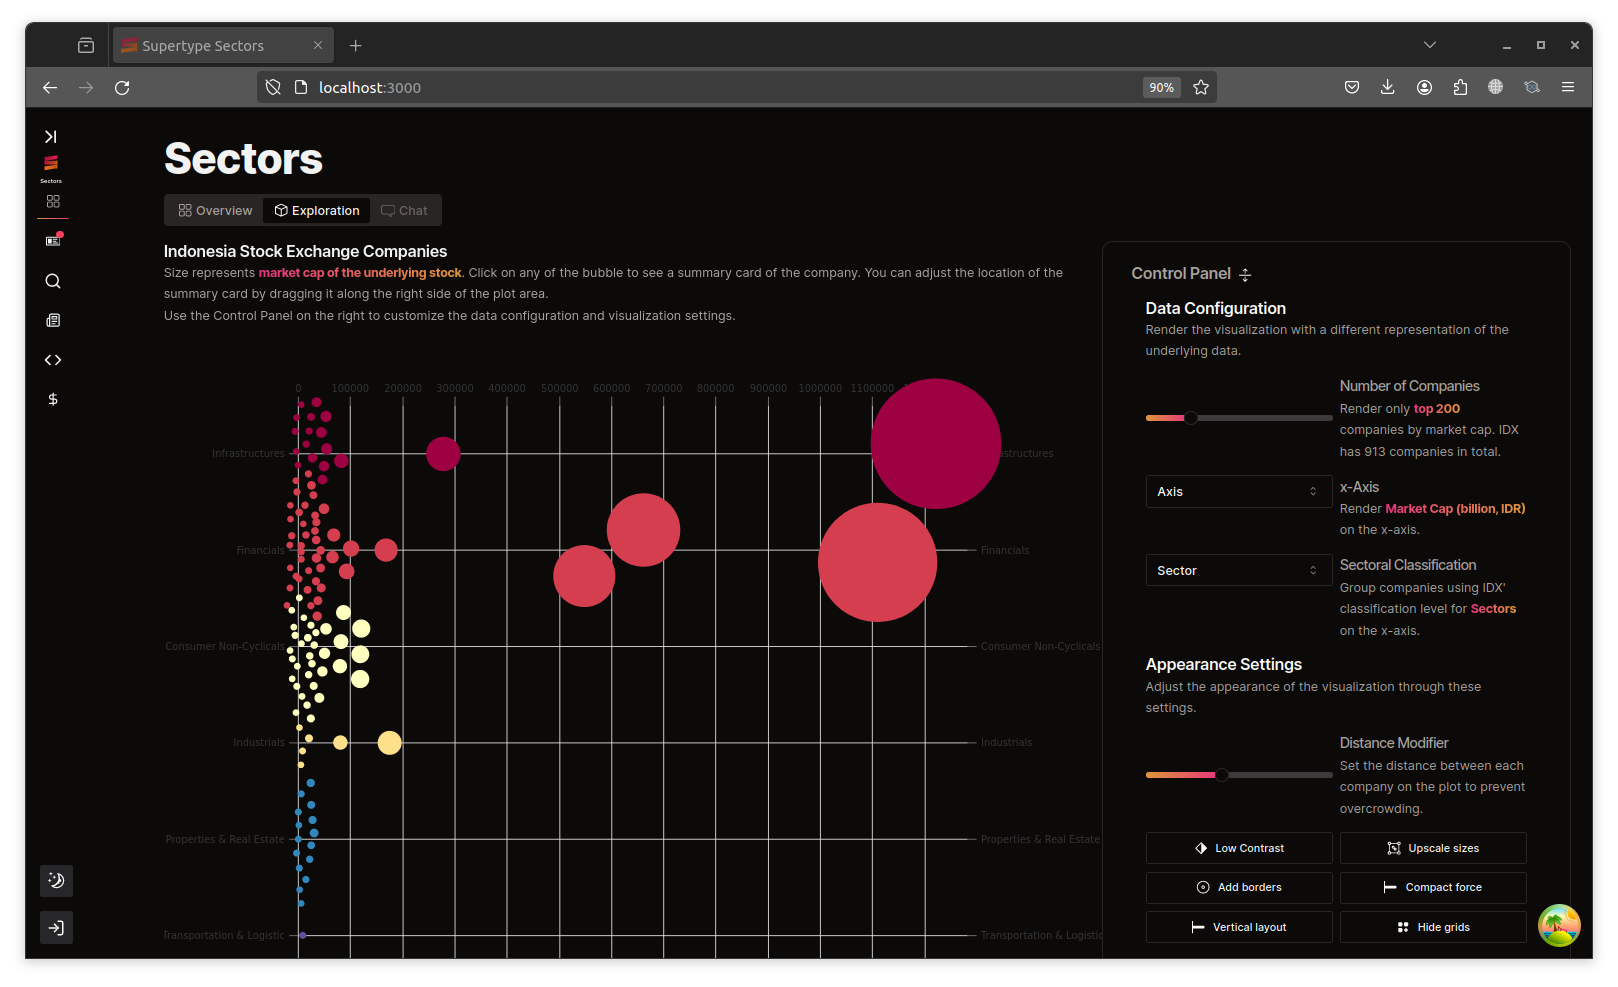 Supertype Sectors
localhost:3000
90%
Sectors
Sectors
Overview
Exploration
Chat
Indonesia Stock Exchange Companies
Size represents market cap of the underlying stock. Click on any of the bubble to see a summary card of the company. You can adjust the location of the
summary card by dragging it along the right side of the plot area.
Use the Control Panel on the right to customize the data configuration and visualization settings.
0 100000 200000 300000 400000 500000 600000 700000 800000 900000 1000000 1100000
Infrastructures
astructures
Financials
Financials
Consumer Non-Cyclicals
Consumer Non-Cyclicals
Industrials
Industrials
Properties & Real Estate
Properties & Real Estate
Transportation & Logistic
Transportation & Logistic
Control Panel
Data Configuration
Render the visualization with a different representation of the
underlying data.
Number of Companies
Render only top 200
companies by market cap. IDX
has 913 companies in total.
Axis
x-Axis
Render Market Cap (billion, IDR)
on the x-axis.
Sector
Sectoral Classification
Group companies using IDX'
classification level for Sectors
on the x-axis.
Appearance Settings
Adjust the appearance of the visualization through these
settings.
Distance Modifier
Set the distance between each
company on the plot to prevent
overcrowding.
Low Contrast
Upscale sizes
Add borders
Compact force
Vertical layout
Hide grids